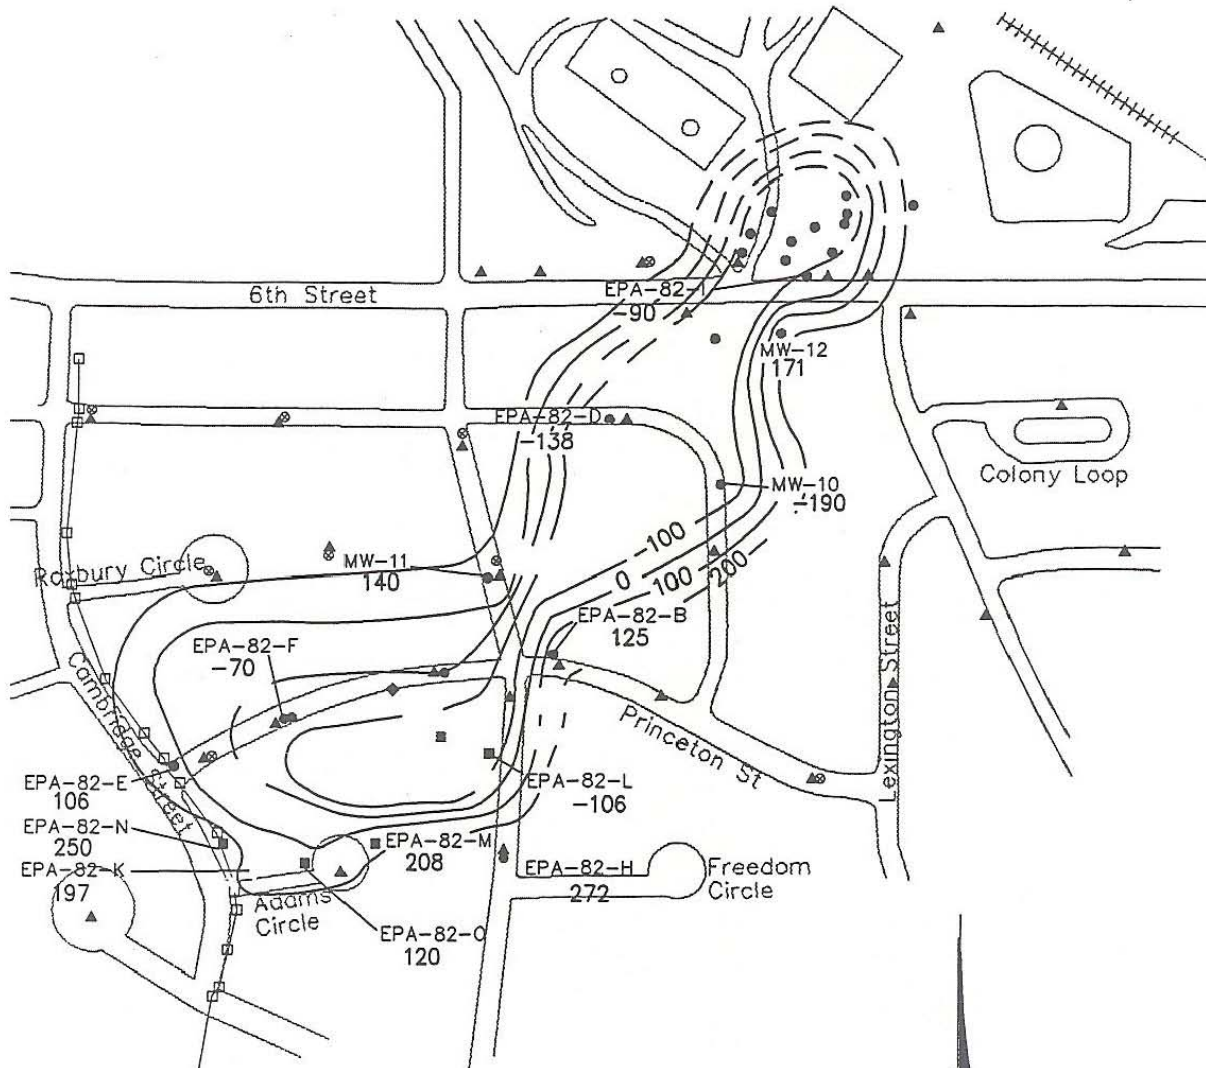 6th Street
EPA-82-I
-90
MW-12
171
EPA-82-D
-138
Colony Loop
MW-10
-190
-100
0
100
200
Roxbury Circle
MW-11
140
EPA-82-B
125
EPA-82-F
-70
Cambridge Street
Princeton St
Lexington Street
EPA-82-E
106
EPA-82-L
-106
EPA-82-N
250
EPA-82-M
208
EPA-82-K
197
EPA-82-H
272
Freedom
Circle
Adams
Circle
EPA-82-O
120